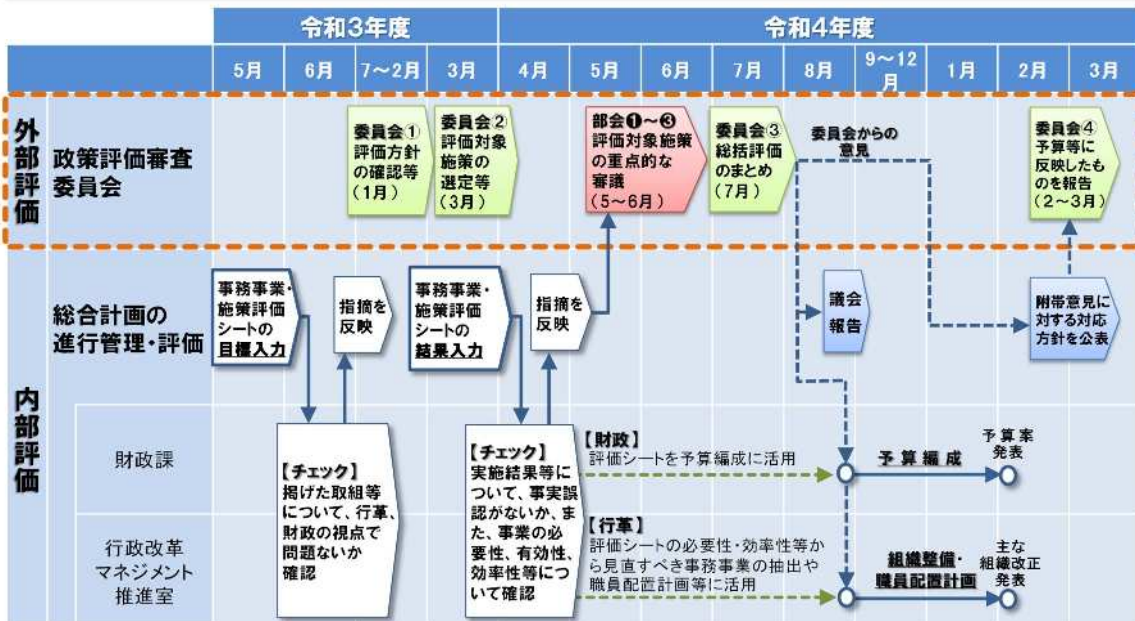 令和3年度
令和4年度
5月
6月
7～2月
3月
4月
5月
6月
7月
8月
9～12
月
1月
2月
3月
外部評価
政策評価審査
委員会
委員会①
評価方針
の確認等
(1月)
委員会②
評価対象
施策の
選定等
(3月)
部会❶～❸
評価対象施策
の重点的な
審議
(5～6月)
委員会③
総括評価
のまとめ
(7月)
委員会からの
意見
委員会④
予算等に
反映したも
のを報告
(2～3月)
内部評価
総合計画の
進行管理・評価
事務事業・
施策評価
シートの
目標入力
指摘を
反映
事務事業・
施策評価
シートの
結果入力
指摘を
反映
議会
報告
附帯意見に
対する対応
方針を公表
財政課
【チェック】
掲げた取組等
について、行革、
財政の視点で
問題ないか
確認
【チェック】
実施結果等に
ついて、事実誤
認がないか、ま
た、事業の必
要性、有効性、
効率性等につ
いて確認
【財政】
評価シートを予算編成に活用
予算編成
予算案
発表
行政改革
マネジメント
推進室
【行革】
評価シートの必要性・効率性等か
ら見直すべき事務事業の抽出や
職員配置計画等に活用
組織整備・
職員配置計画
主な
組織改正
発表